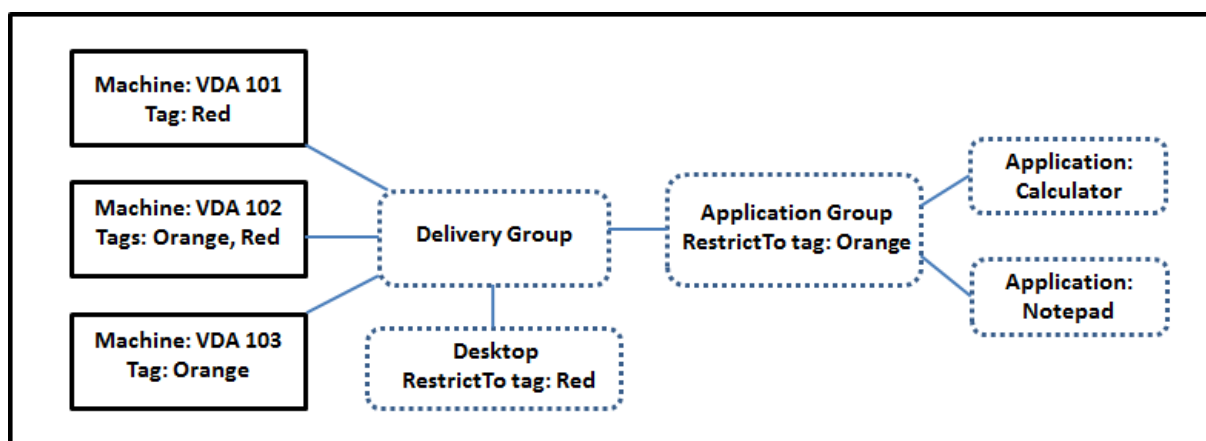 Machine: VDA 101
Tag: Red
Machine: VDA 102
Tags: Orange, Red
Machine: VDA 103
Tag: Orange
Delivery Group
Desktop
RestrictTo tag: Red
Application Group
RestrictTo tag: Orange
Application:
Calculator
Application:
Notepad